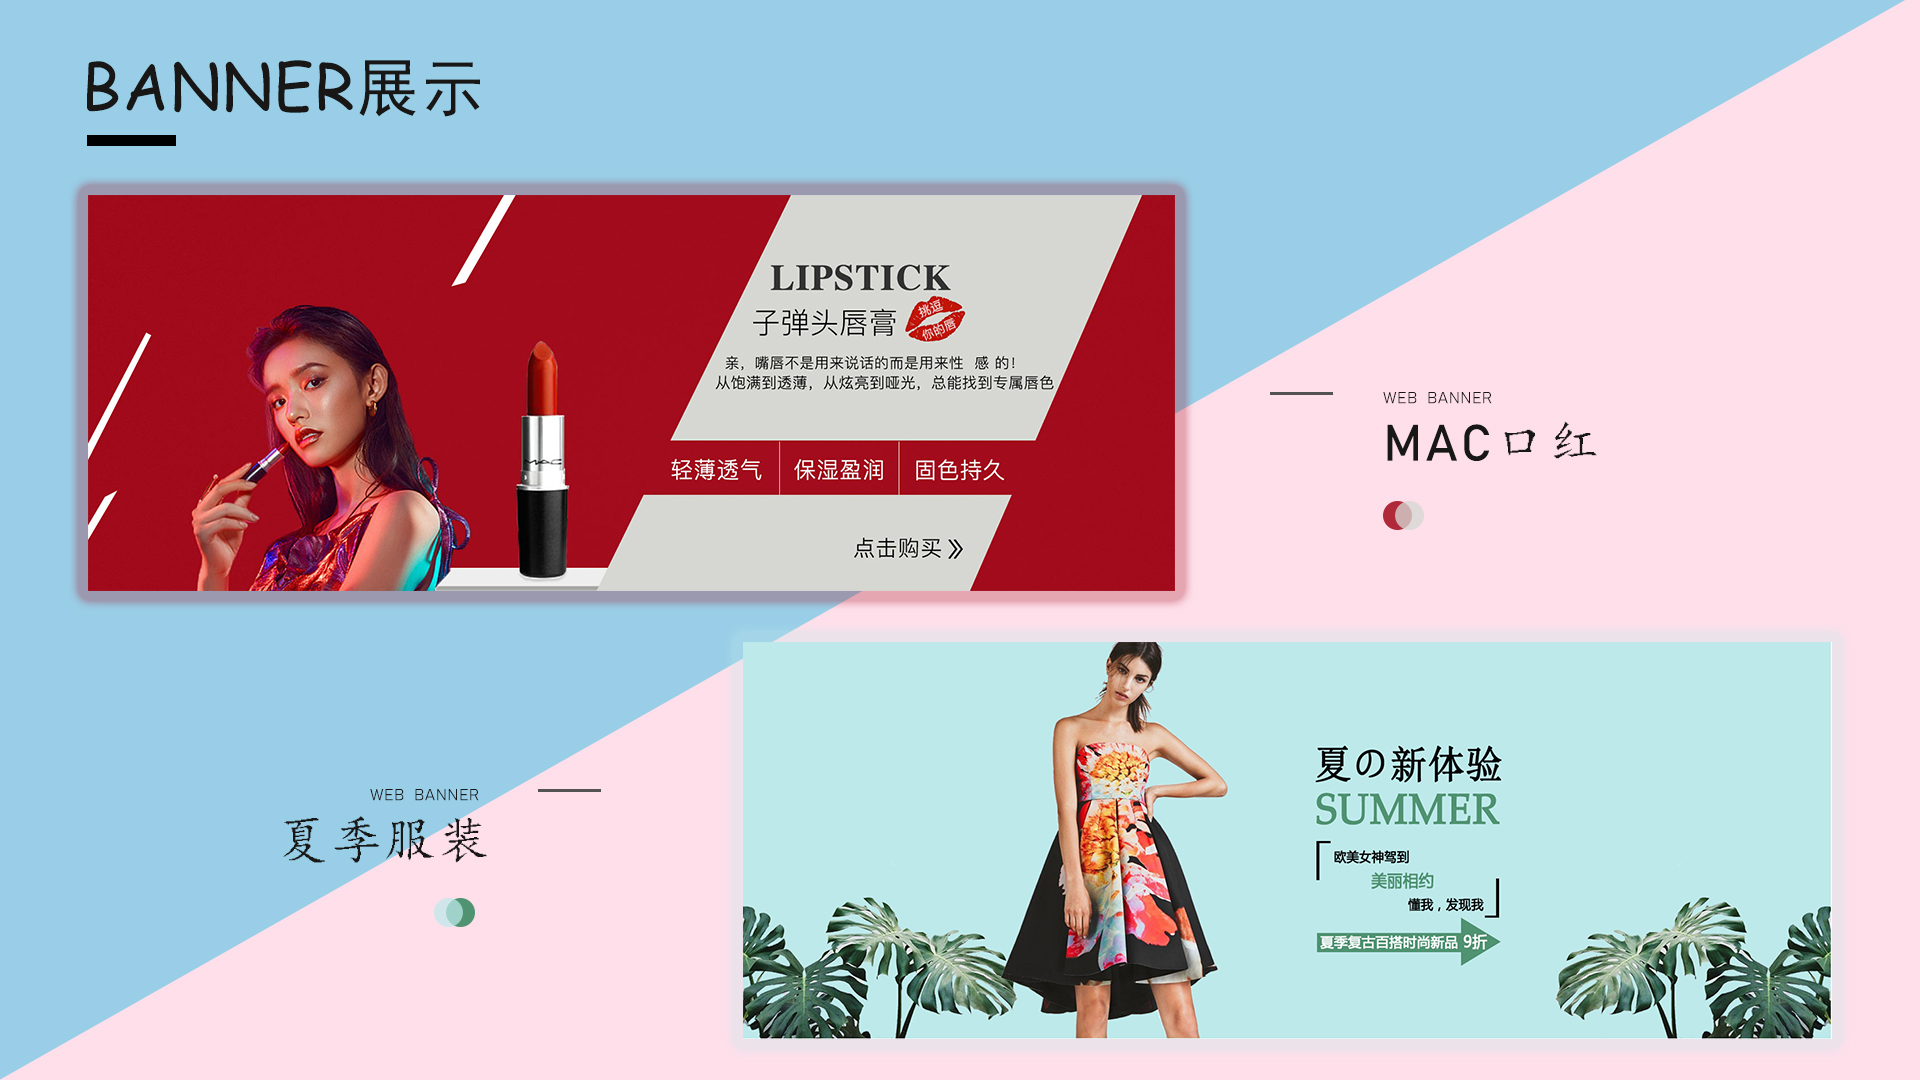 BANNER展示
LIPSTICK
子弹头唇膏
挑逗
你的唇
亲，嘴唇不是用来说话的而是用来性 感 的！
从饱满到透薄，从炫亮到哑光，总能找到专属唇色
轻薄透气
保湿盈润
固色持久
点击购买
MAC
WEB BANNER
MAC口红
WEB BANNER
夏季服装
夏の新体验
SUMMER
欧美女神驾到
美丽相约
懂我，发现我
夏季复古百搭时尚新品 9折